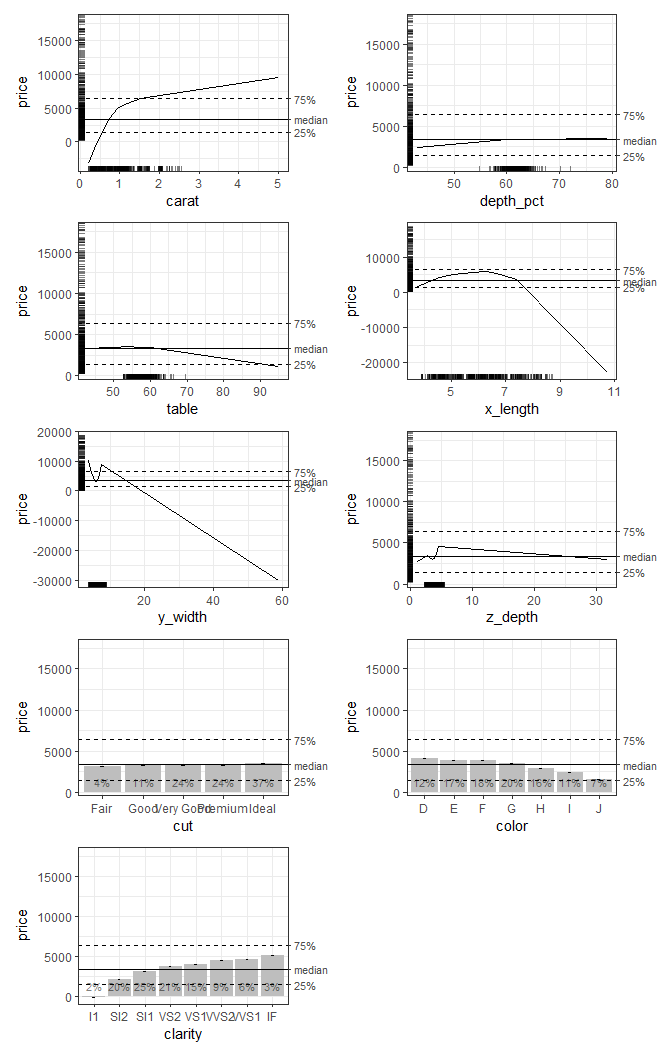 price
15000
10000
5000
0
75%
median
25%
0
1
2
3
4
5
carat
price
15000
10000
5000
0
75%
median
25%
50
60
70
80
depth_pct
price
15000
10000
5000
0
75%
median
25%
50
60
70
80
90
table
price
10000
0
-10000
-20000
75%
median
25%
5
7
9
11
x_length
price
20000
10000
0
-10000
-20000
-30000
75%
median
25%
20
40
60
y_width
price
15000
10000
5000
0
75%
median
25%
0
10
20
30
z_depth
price
15000
10000
5000
0
75%
median
25%
4%
11%
24%
24%
37%
Fair
Good
Very Good
Premium
Ideal
cut
price
15000
10000
5000
0
75%
median
25%
12%
17%
18%
20%
16%
11%
7%
D
E
F
G
H
I
J
color
price
15000
10000
5000
0
75%
median
25%
2%
20%
25%
21%
15%
9%
6%
3%
I1
SI2
SI1
VS2
VS1
VVS2
VVS1
IF
clarity